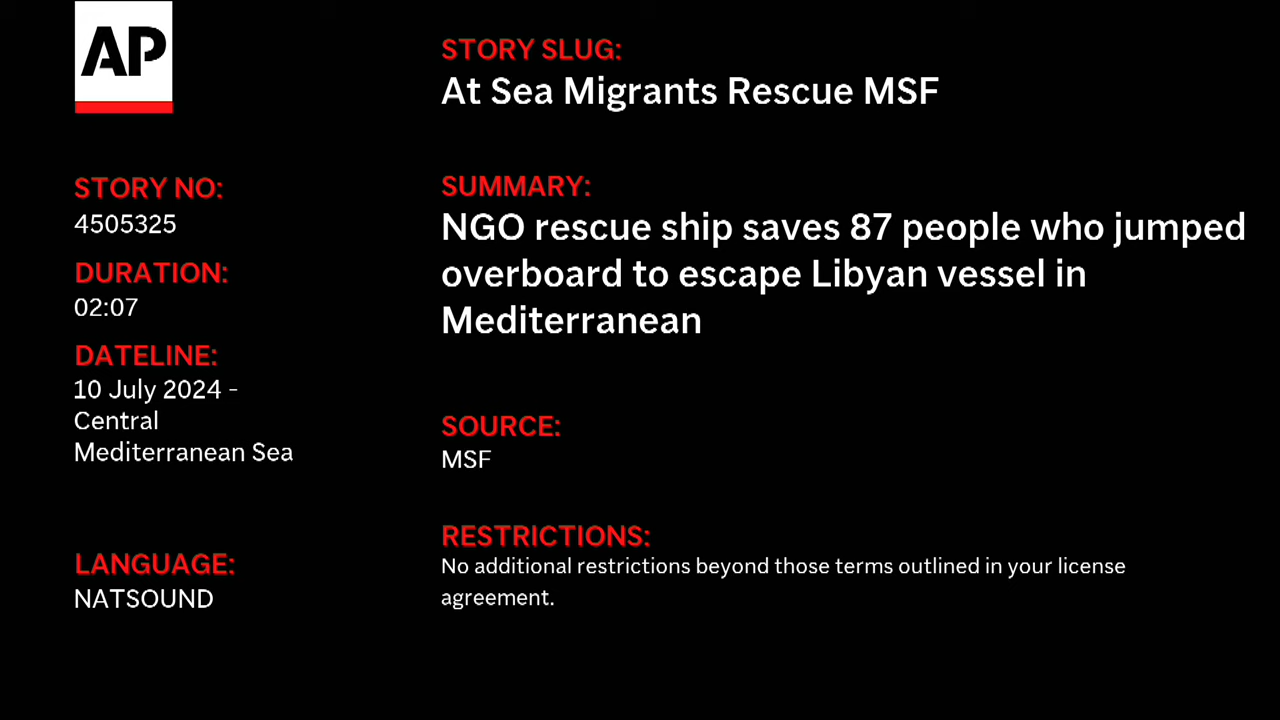 AP
STORY SLUG:
At Sea Migrants Rescue MSF
STORY NO:
4505325
DURATION:
02:07
DATELINE:
10 July 2024 -
Central
Mediterranean Sea
LANGUAGE:
NATSOUND
SUMMARY:
NGO rescue ship saves 87 people who jumped
overboard to escape Libyan vessel in
Mediterranean
SOURCE:
MSF
RESTRICTIONS:
No additional restrictions beyond those terms outlined in your license
agreement.